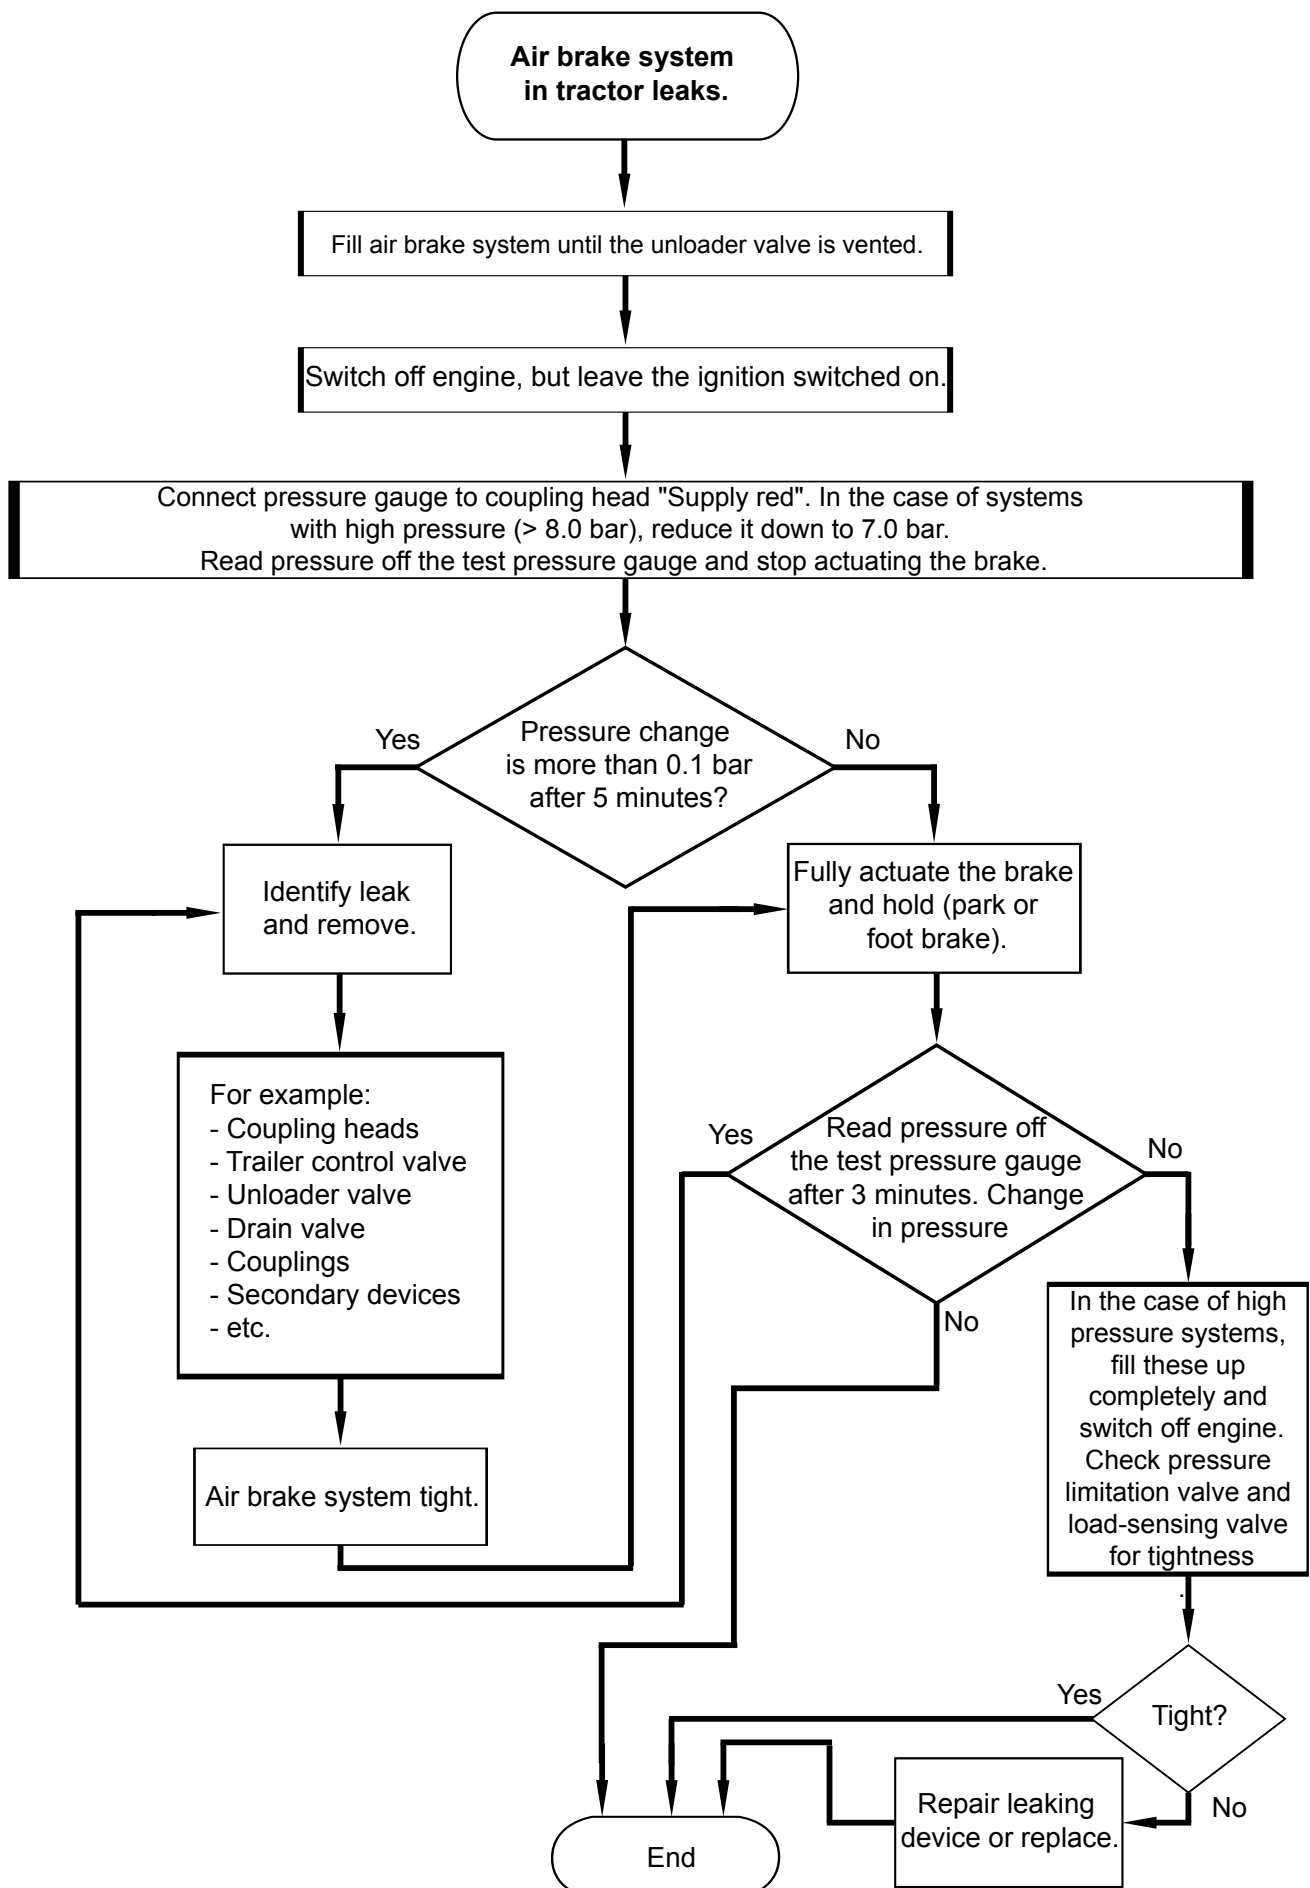 Air brake system
in tractor leaks.
Fill air brake system until the unloader valve is vented.
Switch off engine, but leave the ignition switched on.
Connect pressure gauge to coupling head "Supply red". In the case of systems
with high pressure (> 8.0 bar), reduce it down to 7.0 bar.
Read pressure off the test pressure gauge and stop actuating the brake.
Yes
Pressure change
is more than 0.1 bar
after 5 minutes?
No
Identify leak
and remove.
Fully actuate the brake
and hold (park or
foot brake).
For example:
- Coupling heads
- Trailer control valve
- Unloader valve
- Drain valve
- Couplings
- Secondary devices
- etc.
Air brake system tight.
Yes
Read pressure off
the test pressure gauge
after 3 minutes. Change
in pressure
No
No
In the case of high
pressure systems,
fill these up
completely and
switch off engine.
Check pressure
limitation valve and
load-sensing valve
for tightness
.
Yes
Tight?
No
Repair leaking
device or replace.
End